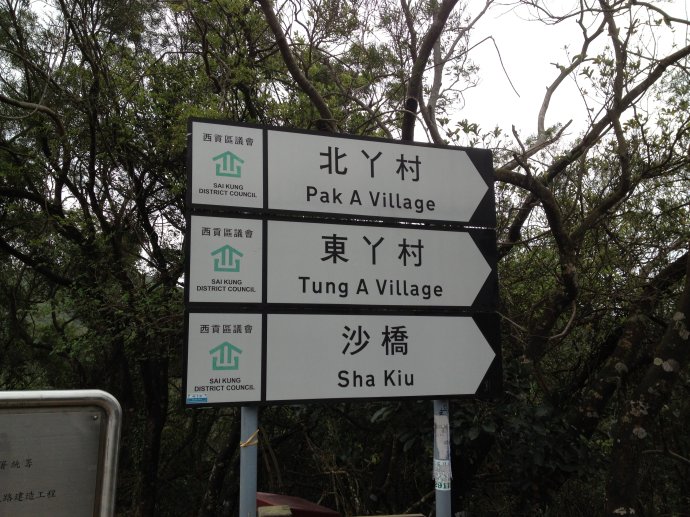 西貢區議會
SAI KUNG
DISTRICT COUNCIL
北丫村
Pak A Village
西貢區議會
SAI KUNG
DISTRICT COUNCIL
東丫村
Tung A Village
西貢區議會
SAI KUNG
DISTRICT COUNCIL
沙橋
Sha Kiu
路建造工程